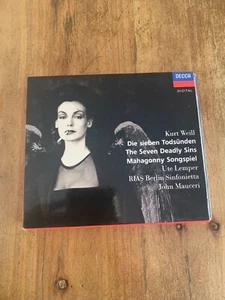 DECCA
DIGITAL
Kurt Weill
Die sieben Todsünden
The Seven Deadly Sins
Mahagonny Songspiel
Ute Lemper
RIAS Berlin Sinfonietta
John Mauceri